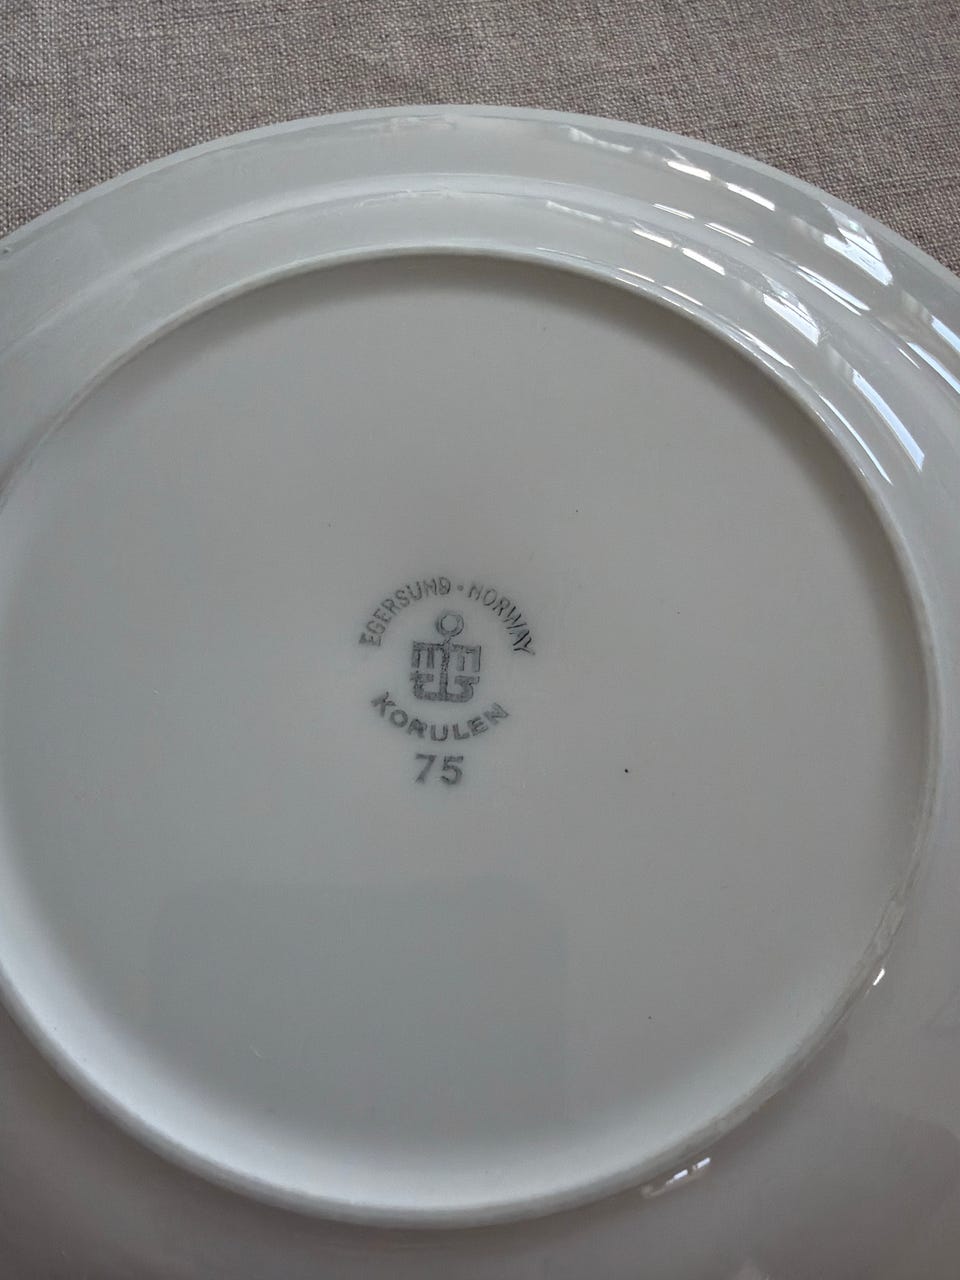 EGERSUND · NORWAY
KORULEN
75